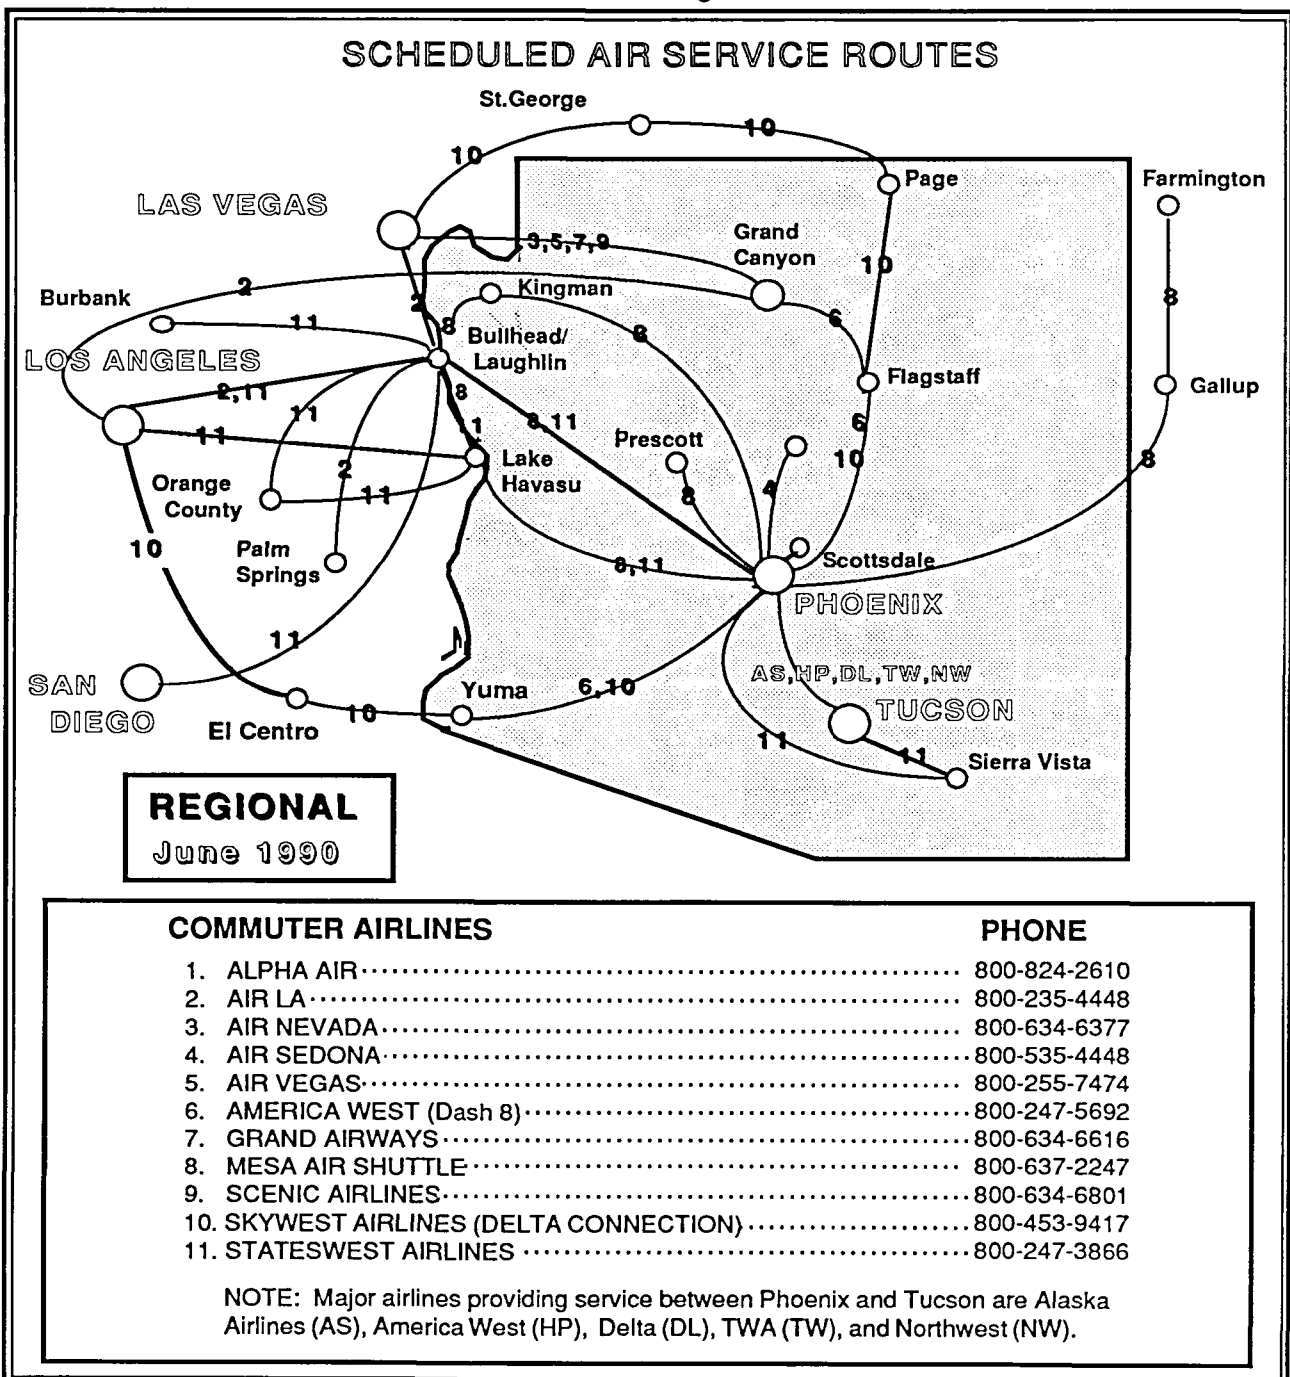 SCHEDULED AIR SERVICE ROUTES
St.George
10
10
Page
Farmington
LAS VEGAS
3,5,7,9
Grand
Canyon
10
2
Burbank
2
Kingman
8
11
8
8
6
Bullhead/
Laughlin
LOS ANGELES
Flagstaff
Gallup
2,11
8
11
8,11
6
11
1
Prescott
10
8
2
Lake
Havasu
Orange
County
11
8
4
10
Palm
Springs
8,11
Scottsdale
PHOENIX
11
SAN
DIEGO
Yuma
6,10
AS,HP,DL,TW,NW
TUCSON
10
El Centro
11
11
Sierra Vista
REGIONAL
June 1990
COMMUTER AIRLINES PHONE
1. ALPHA AIR 800-824-2610
2. AIR LA 800-235-4448
3. AIR NEVADA 800-634-6377
4. AIR SEDONA 800-535-4448
5. AIR VEGAS 800-255-7474
6. AMERICA WEST (Dash 8) 800-247-5692
7. GRAND AIRWAYS 800-634-6616
8. MESA AIR SHUTTLE 800-637-2247
9. SCENIC AIRLINES 800-634-6801
10. SKYWEST AIRLINES (DELTA CONNECTION) 800-453-9417
11. STATESWEST AIRLINES 800-247-3866
NOTE: Major airlines providing service between Phoenix and Tucson are Alaska
Airlines (AS), America West (HP), Delta (DL), TWA (TW), and Northwest (NW).